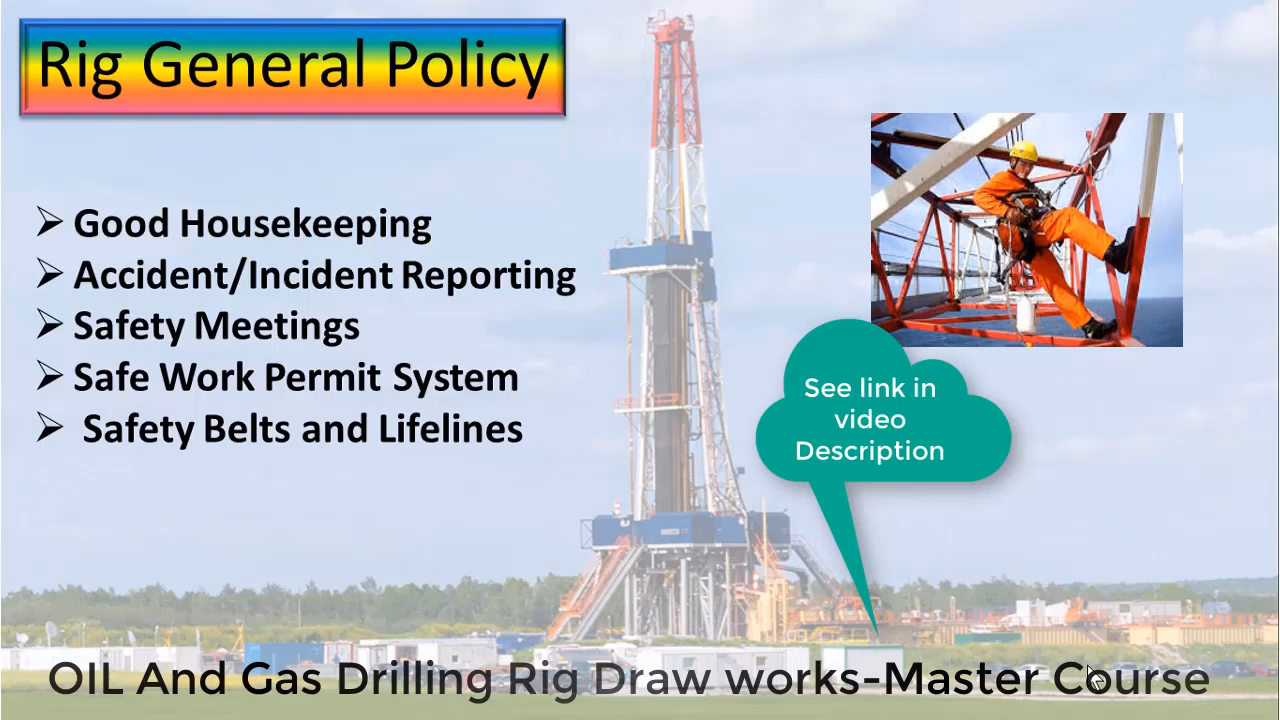 Rig General Policy
Good Housekeeping
Accident/Incident Reporting
Safety Meetings
Safe Work Permit System
Safety Belts and Lifelines
See link in
video
Description
OIL And Gas Drilling Rig Draw works-Master Course